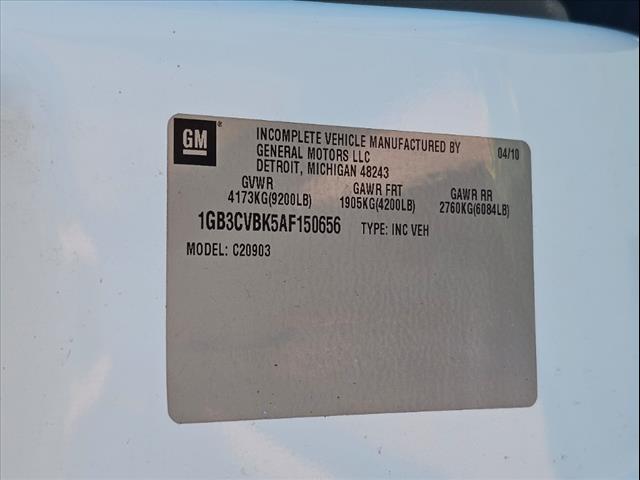 GM ®
INCOMPLETE VEHICLE MANUFACTURED BY
GENERAL MOTORS LLC
DETROIT, MICHIGAN 48243
04/10
GVWR GAWR FRT GAWR RR
4173KG(9200LB) 1905KG(4200LB) 2760KG(6084LB)
1GB3CVBK5AF150656 TYPE: INC VEH
MODEL: C20903